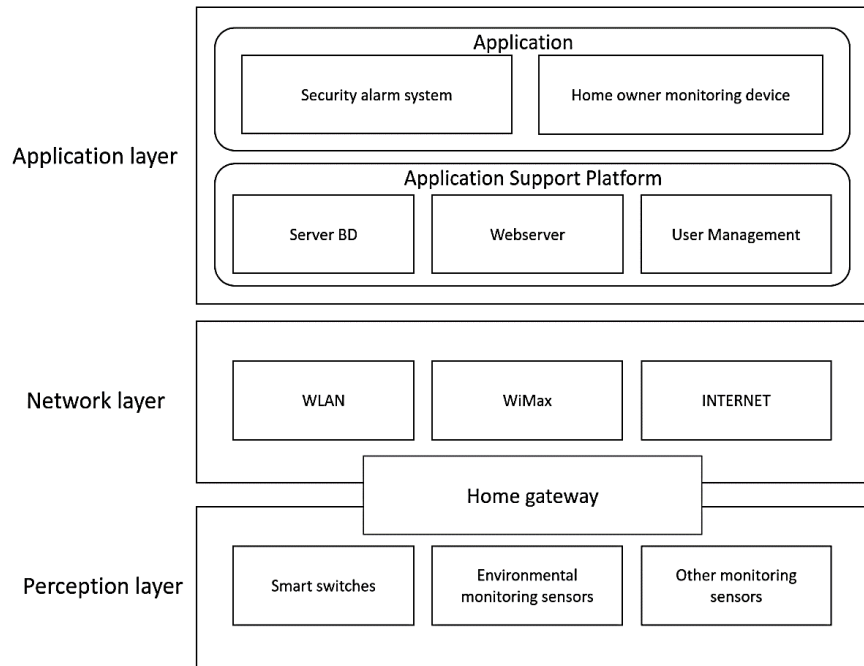 Application
Security alarm system
Home owner monitoring device
Application layer
Application Support Platform
Server BD
Webserver
User Management
Network layer
WLAN
WiMax
INTERNET
Home gateway
Perception layer
Smart switches
Environmental
monitoring sensors
Other monitoring
sensors